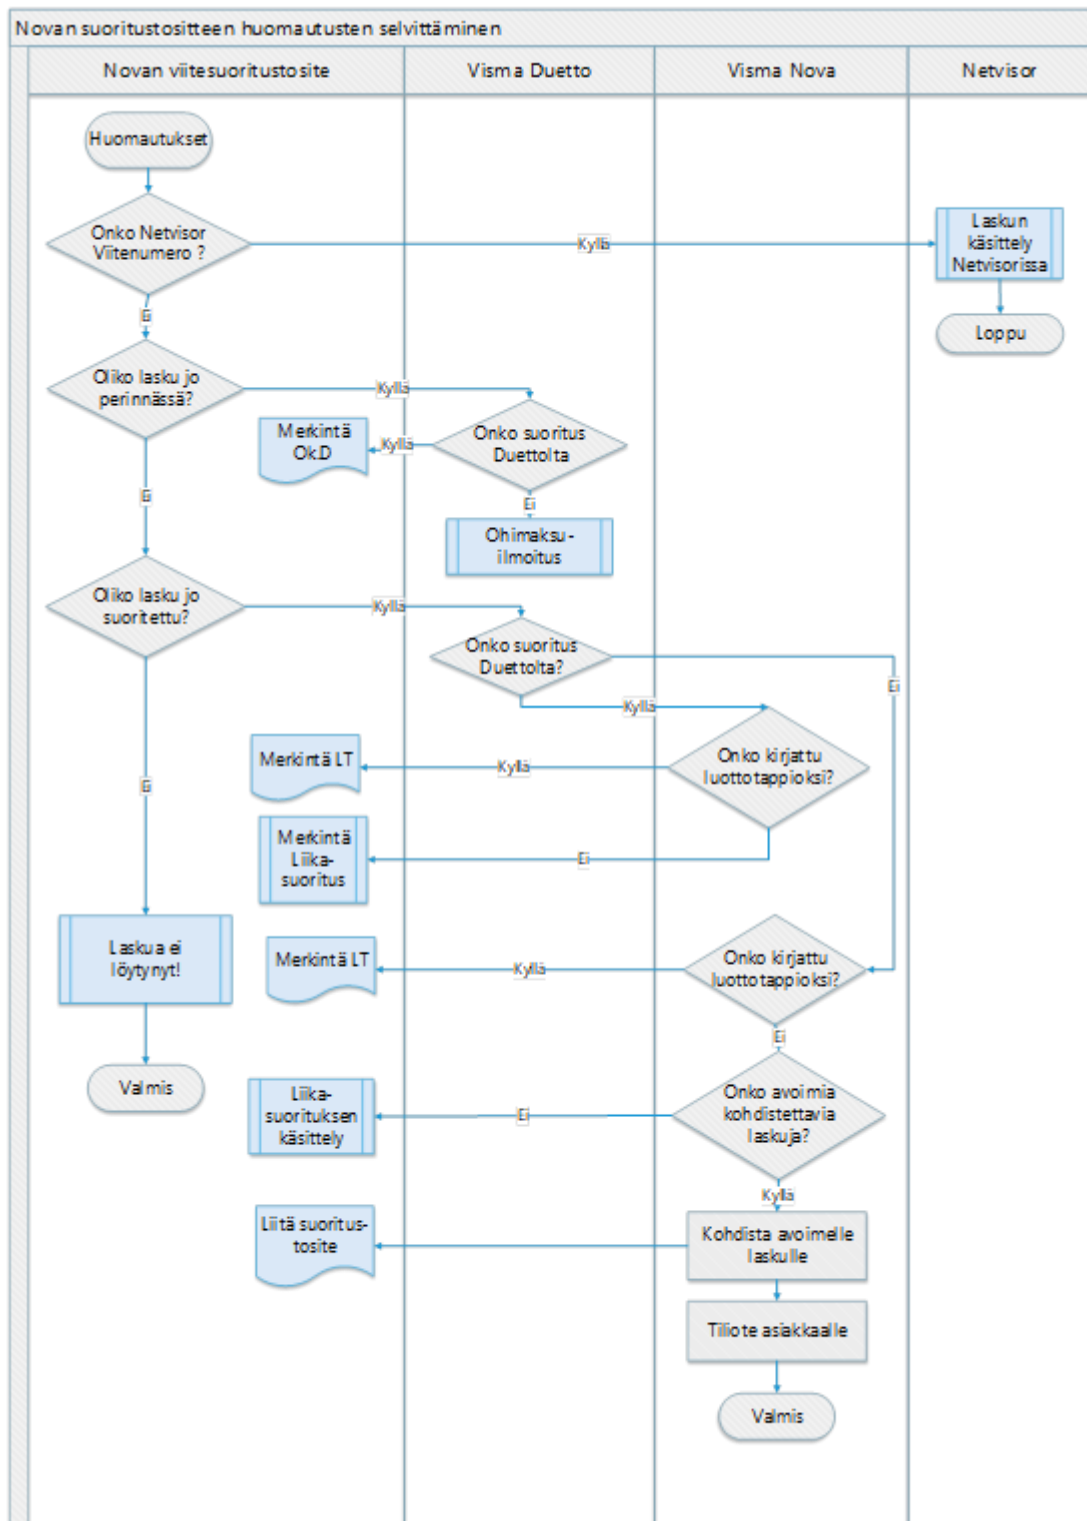 Novan suoritustositteen huomautusten selvittäminen
Novan viitesuoritustosite
Visma Duetto
Visma Nova
Netvisor
Huomautukset
Onko Netvisor
Viitenumero ?
Kyllä
Laskun
käsittely
Netvisorissa
Loppu
Ei
Oliko lasku jo
perinnässä?
Kyllä
Onko suoritus
Duettolta
Kyllä
Merkintä
Ok.D
Ei
Ohimaksu-
ilmoitus
Ei
Oliko lasku jo
suoritettu?
Kyllä
Onko suoritus
Duettolta?
Ei
Kyllä
Onko kirjattu
luottotappioksi?
Kyllä
Merkintä LT
Ei
Merkintä
Liika-
suoritus
Ei
Laskua ei
löytynyt!
Valmis
Onko kirjattu
luottotappioksi?
Kyllä
Merkintä LT
Ei
Onko avoimia
kohdistettavia
laskuja?
Ei
Liika-
suorituksen
käsittely
Kyllä
Kohdista avoimelle
laskulle
Liitä suoritus-
tosite
Tiliote asiakkaalle
Valmis